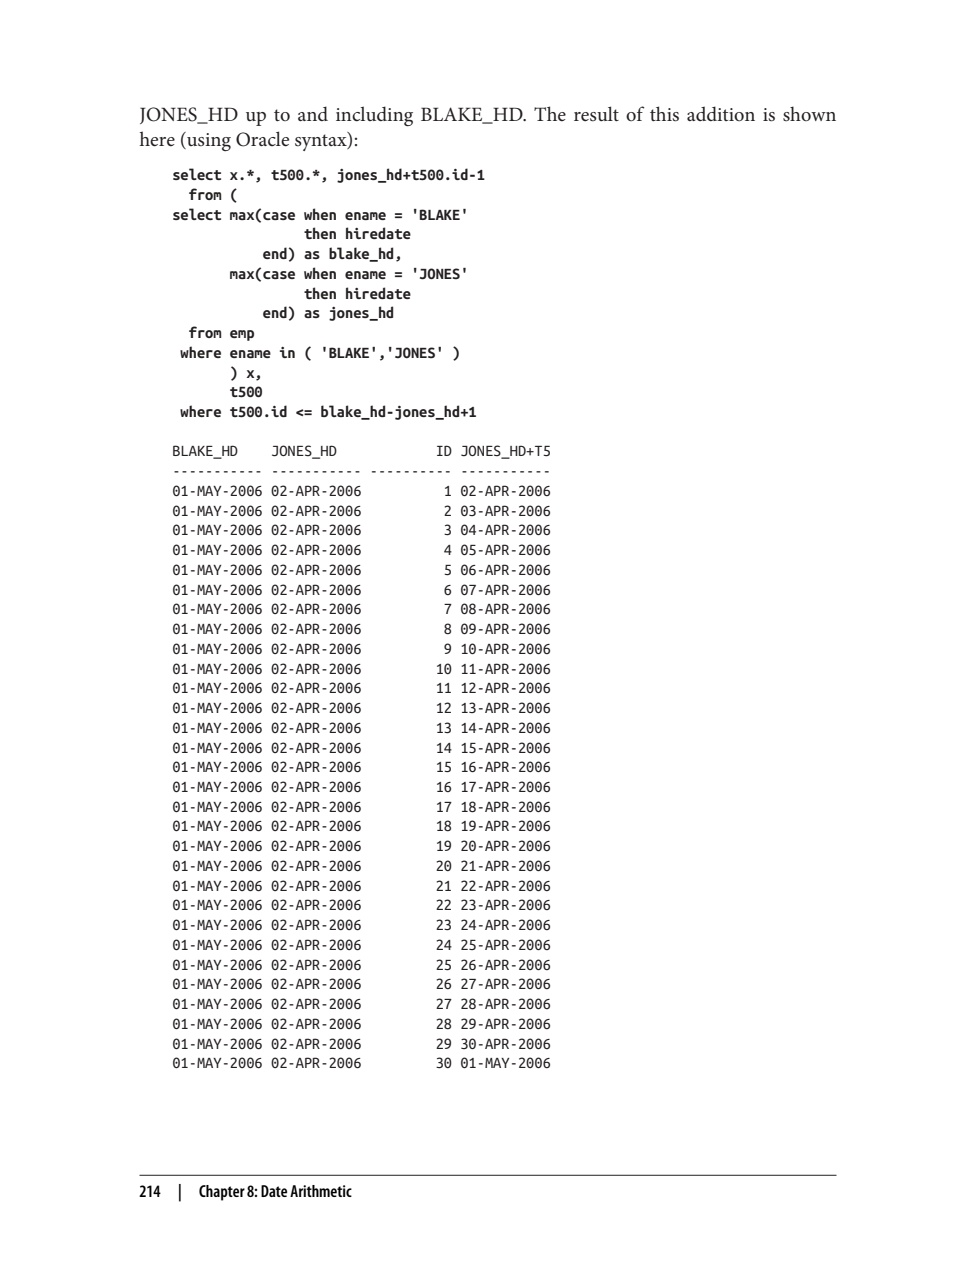 JONES_HD up to and including BLAKE_HD. The result of this addition is shown
here (using Oracle syntax):
select x.*, t500.*, jones_hd+t500.id-1
  from (
select max(case when ename = 'BLAKE'
                then hiredate
           end) as blake_hd,
       max(case when ename = 'JONES'
                then hiredate
           end) as jones_hd
  from emp
 where ename in ( 'BLAKE','JONES' )
       ) x,
       t500
 where t500.id <= blake_hd-jones_hd+1
BLAKE_HD    JONES_HD            ID JONES_HD+T5
----------- ----------- ---------- -----------
01-MAY-2006 02-APR-2006          1 02-APR-2006
01-MAY-2006 02-APR-2006          2 03-APR-2006
01-MAY-2006 02-APR-2006          3 04-APR-2006
01-MAY-2006 02-APR-2006          4 05-APR-2006
01-MAY-2006 02-APR-2006          5 06-APR-2006
01-MAY-2006 02-APR-2006          6 07-APR-2006
01-MAY-2006 02-APR-2006          7 08-APR-2006
01-MAY-2006 02-APR-2006          8 09-APR-2006
01-MAY-2006 02-APR-2006          9 10-APR-2006
01-MAY-2006 02-APR-2006         10 11-APR-2006
01-MAY-2006 02-APR-2006         11 12-APR-2006
01-MAY-2006 02-APR-2006         12 13-APR-2006
01-MAY-2006 02-APR-2006         13 14-APR-2006
01-MAY-2006 02-APR-2006         14 15-APR-2006
01-MAY-2006 02-APR-2006         15 16-APR-2006
01-MAY-2006 02-APR-2006         16 17-APR-2006
01-MAY-2006 02-APR-2006         17 18-APR-2006
01-MAY-2006 02-APR-2006         18 19-APR-2006
01-MAY-2006 02-APR-2006         19 20-APR-2006
01-MAY-2006 02-APR-2006         20 21-APR-2006
01-MAY-2006 02-APR-2006         21 22-APR-2006
01-MAY-2006 02-APR-2006         22 23-APR-2006
01-MAY-2006 02-APR-2006         23 24-APR-2006
01-MAY-2006 02-APR-2006         24 25-APR-2006
01-MAY-2006 02-APR-2006         25 26-APR-2006
01-MAY-2006 02-APR-2006         26 27-APR-2006
01-MAY-2006 02-APR-2006         27 28-APR-2006
01-MAY-2006 02-APR-2006         28 29-APR-2006
01-MAY-2006 02-APR-2006         29 30-APR-2006
01-MAY-2006 02-APR-2006         30 01-MAY-2006
214 | Chapter 8: Date Arithmetic